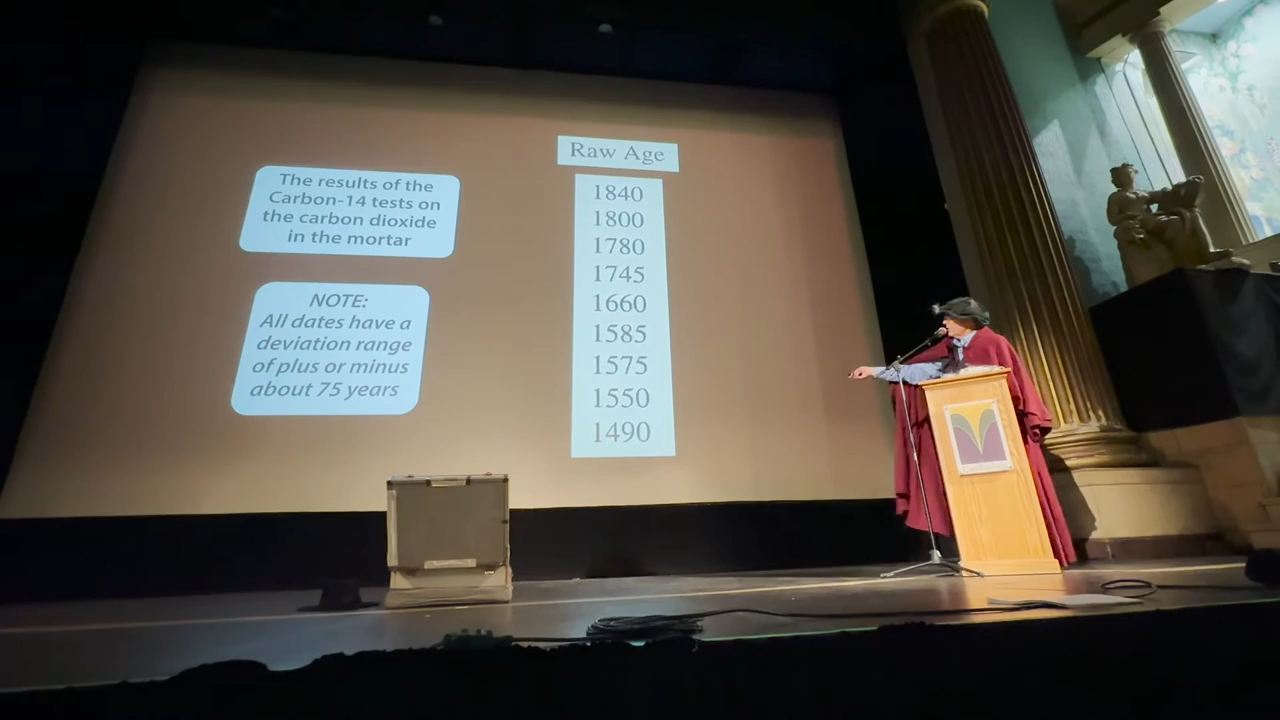 The results of the
Carbon-14 tests on
the carbon dioxide
in the mortar
NOTE:
All dates have a
deviation range
of plus or minus
about 75 years
Raw Age
1840
1800
1780
1745
1660
1585
1575
1550
1490